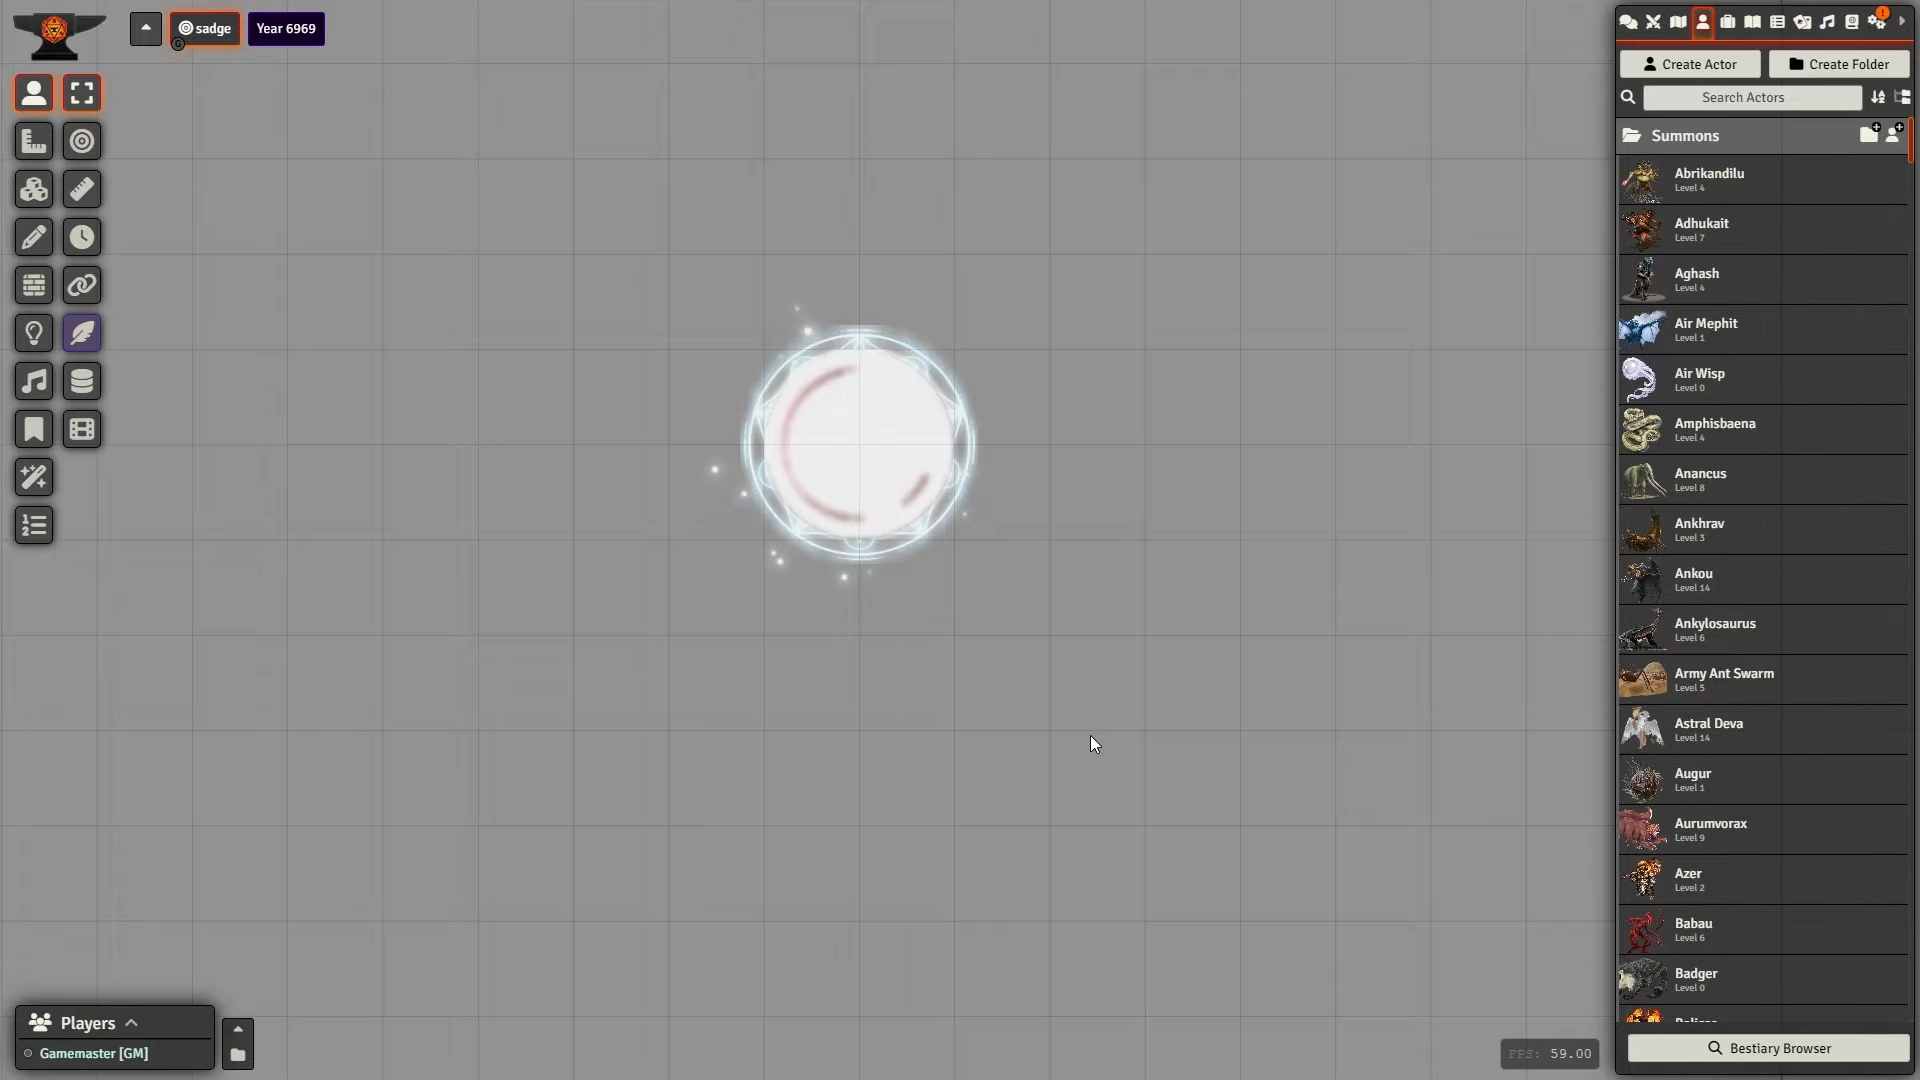 sadge
G
Year 6969
Create Actor
Create Folder
Search Actors
Summons
Abrikandilu
Level 4
Adhukait
Level 7
Aghash
Level 4
Air Mephit
Level 1
Air Wisp
Level 0
Amphisbaena
Level 4
Anancus
Level 8
Ankhrav
Level 3
Ankou
Level 14
Ankylosaurus
Level 6
Army Ant Swarm
Level 5
Astral Deva
Level 14
Augur
Level 1
Aurumvorax
Level 9
Azer
Level 2
Babau
Level 6
Badger
Level 0
Bestiary Browser
Players
Gamemaster [GM]
FPS: 59.00